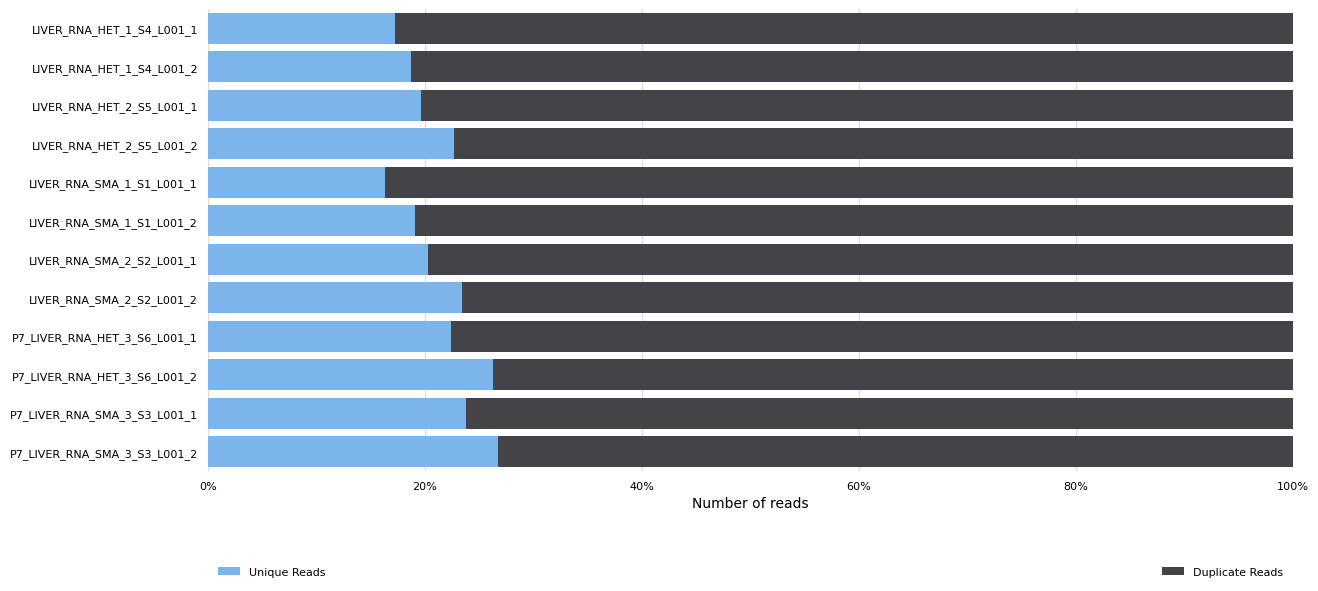 LIVER_RNA_HET_1_S4_L001_1
LIVER_RNA_HET_1_S4_L001_2
LIVER_RNA_HET_2_S5_L001_1
LIVER_RNA_HET_2_S5_L001_2
LIVER_RNA_SMA_1_S1_L001_1
LIVER_RNA_SMA_1_S1_L001_2
LIVER_RNA_SMA_2_S2_L001_1
LIVER_RNA_SMA_2_S2_L001_2
P7_LIVER_RNA_HET_3_S6_L001_1
P7_LIVER_RNA_HET_3_S6_L001_2
P7_LIVER_RNA_SMA_3_S3_L001_1
P7_LIVER_RNA_SMA_3_S3_L001_2
0% 20% 40% 60% 80% 100%
Number of reads
Unique Reads Duplicate Reads